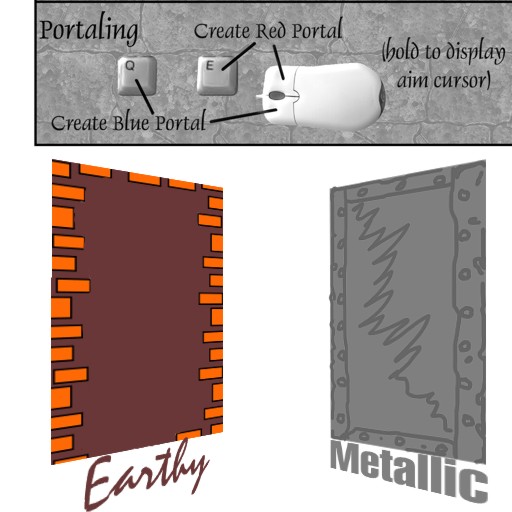 Portaling
Create Red Portal
(hold to display
aim cursor)
Q
E
Create Blue Portal
Earthy
Metallic